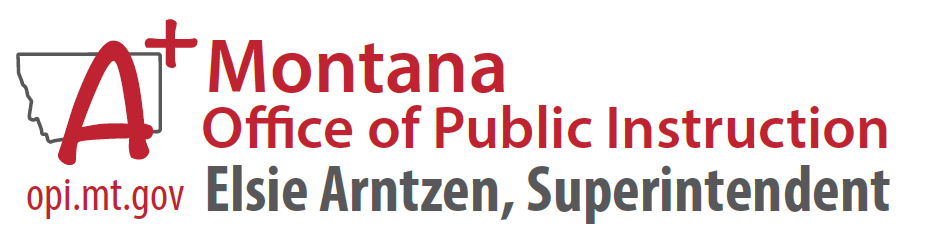 A+
Montana
Office of Public Instruction
opi.mt.gov
Elsie Arntzen, Superintendent